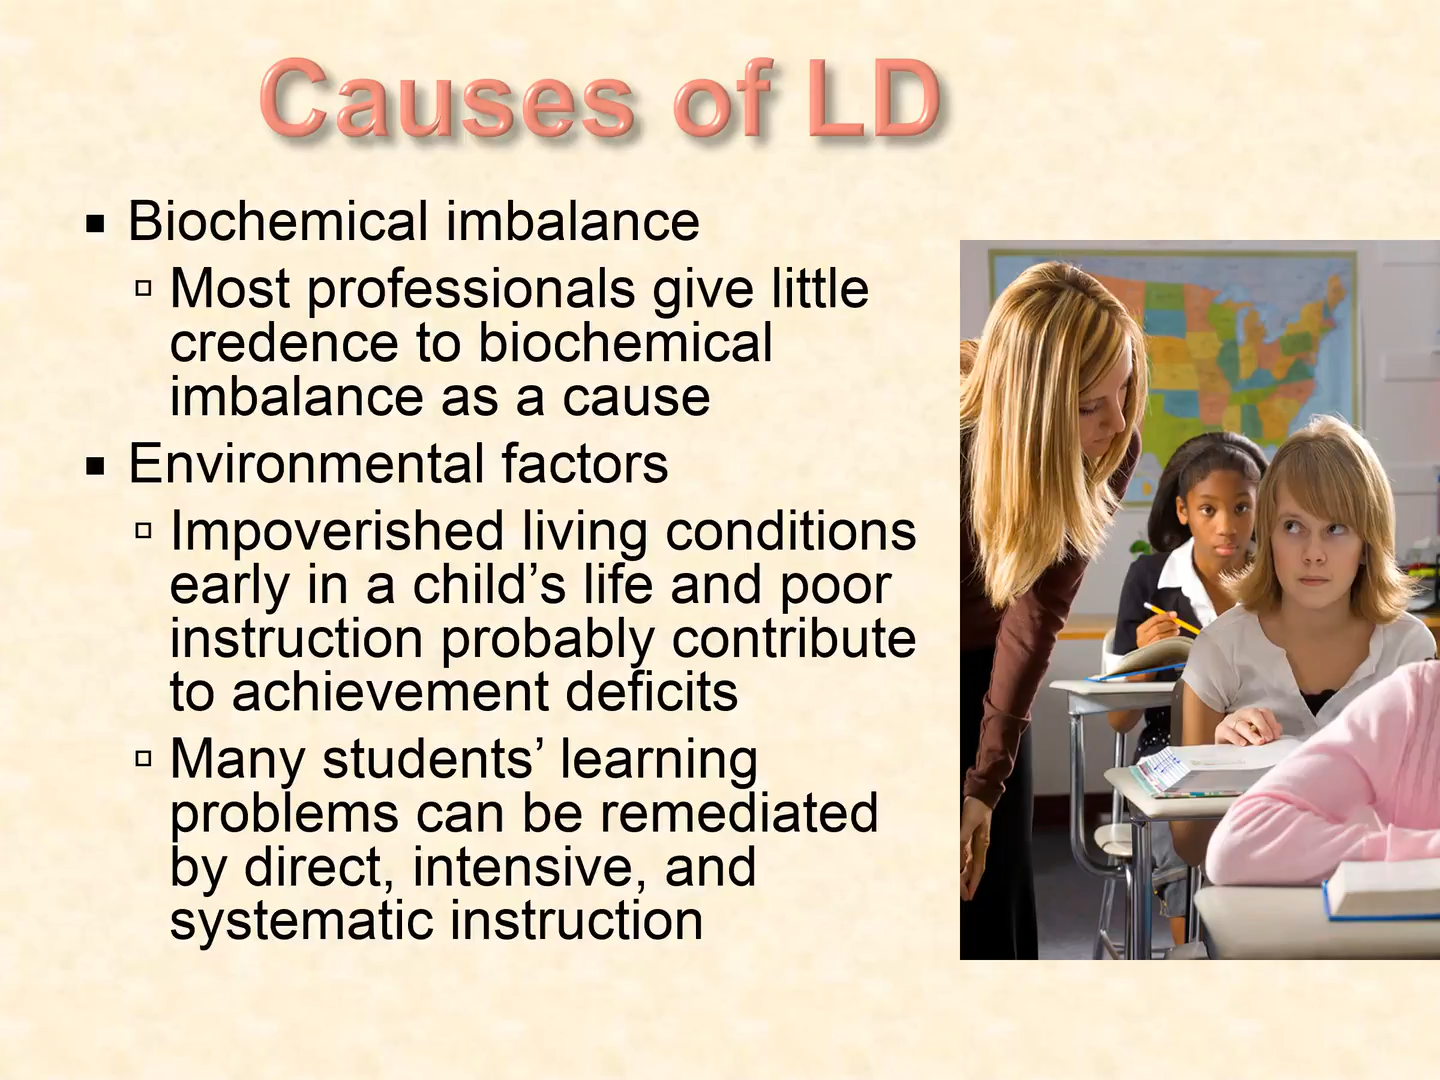 Causes of LD
▪ Biochemical imbalance
▫ Most professionals give little
credence to biochemical
imbalance as a cause
▪ Environmental factors
▫ Impoverished living conditions
early in a child’s life and poor
instruction probably contribute
to achievement deficits
▫ Many students’ learning
problems can be remediated
by direct, intensive, and
systematic instruction